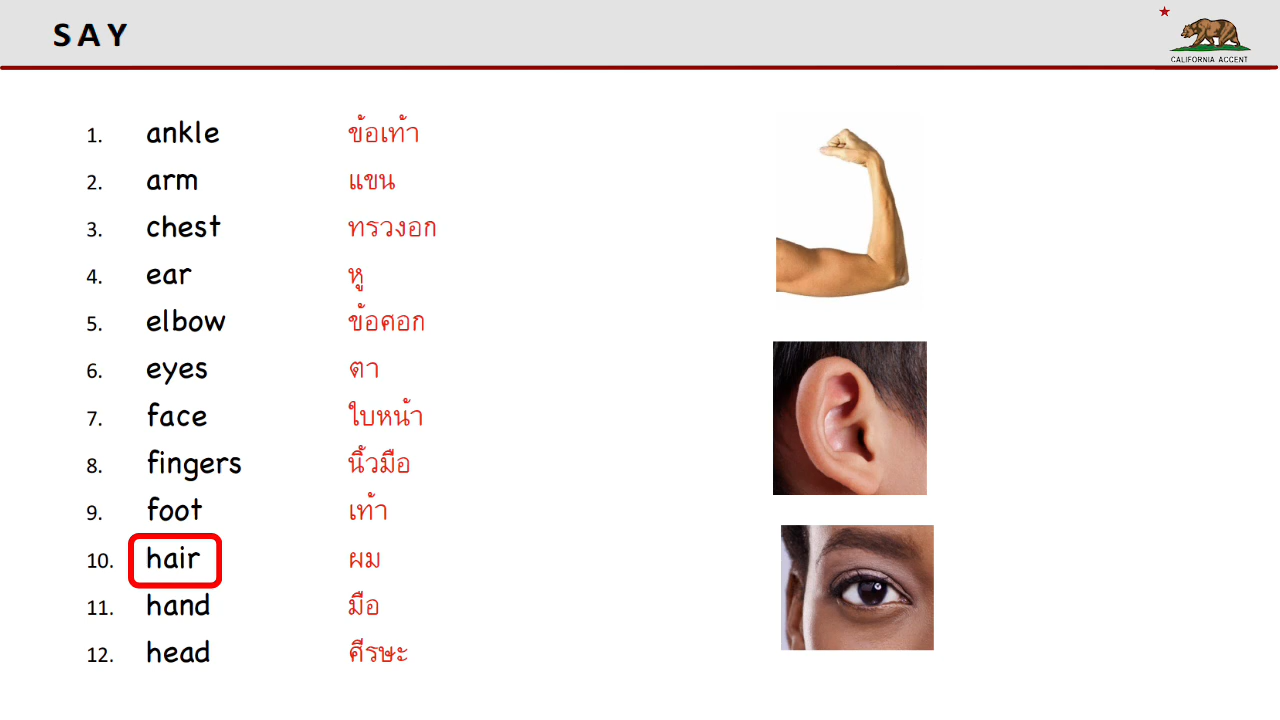 SAY
CALIFORNIA ACCENT
1. ankle ข้อเท้า
2. arm แขน
3. chest ทรวงอก
4. ear หู
5. elbow ข้อศอก
6. eyes ตา
7. face ใบหน้า
8. fingers นิ้วมือ
9. foot เท้า
10. hair ผม
11. hand มือ
12. head ศีรษะ